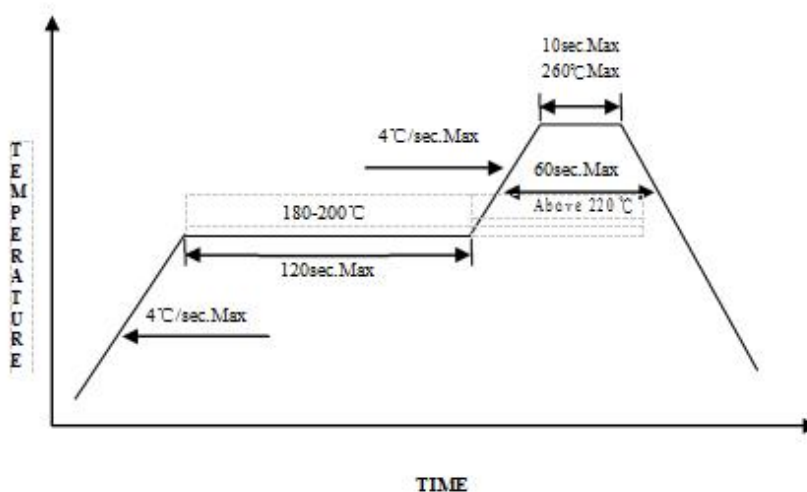 10sec.Max
260℃Max
4℃/sec.Max
60sec.Max
Above 220℃
180-200℃
120sec.Max
4℃/sec.Max
TEMPERATURE
TIME